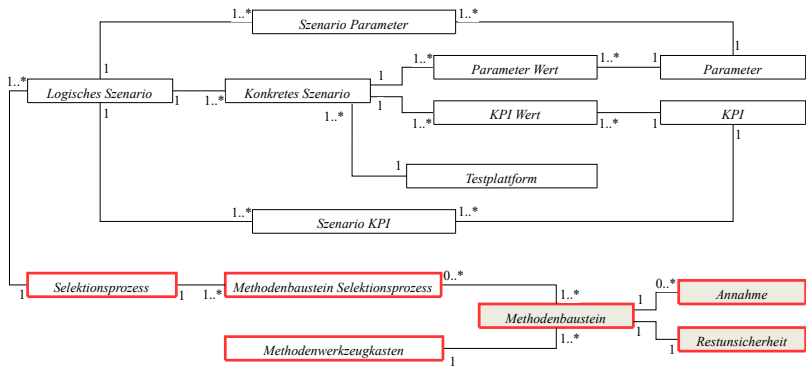 1..*
Szenario Parameter
1..*
1
1
1..*
Parameter Wert
1..*
1
Parameter
1..*
Logisches Szenario
1
1..*
Konkretes Szenario
1
1
1
1..*
KPI Wert
1..*
1
KPI
1
1..*
1
Testplattform
1..*
Szenario KPI
1..*
1
Selektionsprozess
1
1..*
Methodenbaustein Selektionsprozess
0..*
1..*
Methodenbaustein
1
0..*
Annahme
1
1
Restunsicherheit
1..*
Methodenwerkzeugkasten
1